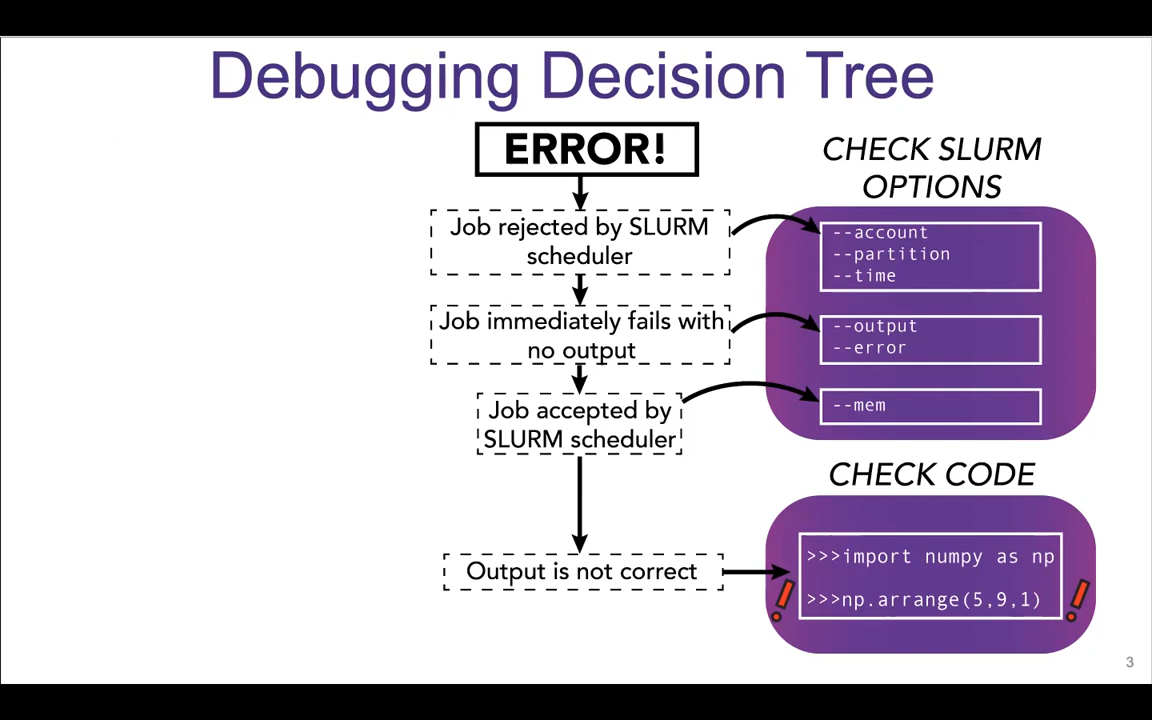 Debugging Decision Tree
ERROR!
CHECK SLURM
OPTIONS
Job rejected by SLURM
scheduler
--account
--partition
--time
Job immediately fails with
no output
--output
--error
Job accepted by
SLURM scheduler
--mem
CHECK CODE
Output is not correct
>>>import numpy as np
>>>np.arrange(5,9,1)
3